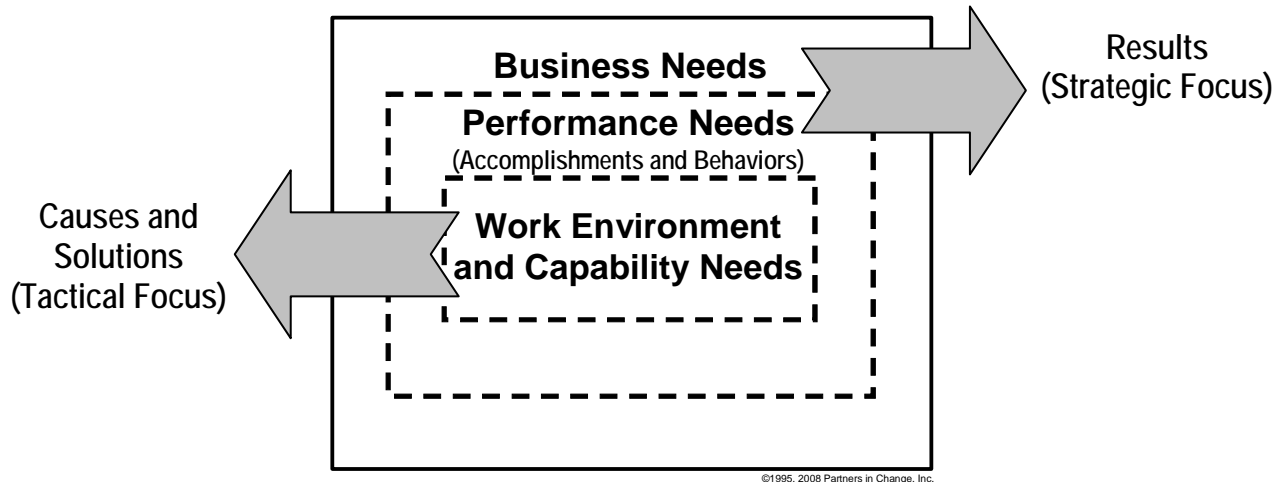 Business Needs
Performance Needs
(Accomplishments and Behaviors)
Work Environment
and Capability Needs
Results
(Strategic Focus)
Causes and
Solutions
(Tactical Focus)
©1995, 2008 Partners in Change, Inc.